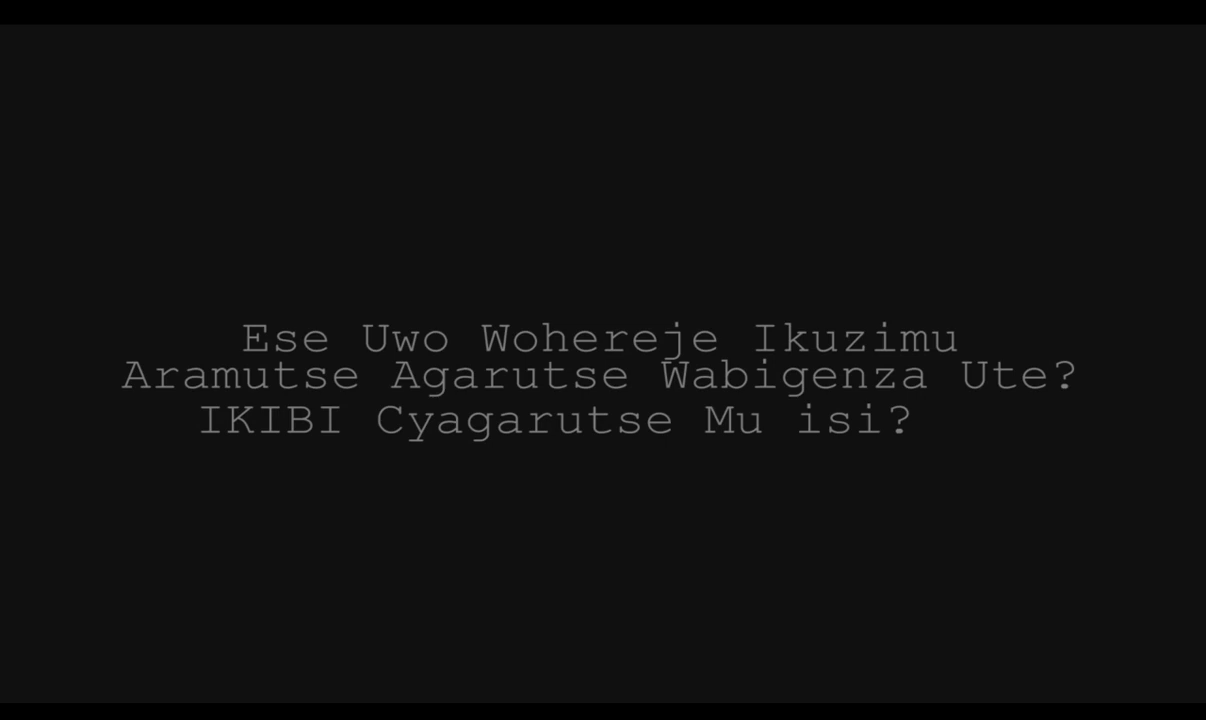 Ese Uwo Wohereje Ikuzimu
Aramutse Agarutse Wabigenza Ute?
IKIBI Cyagarutse Mu isi?